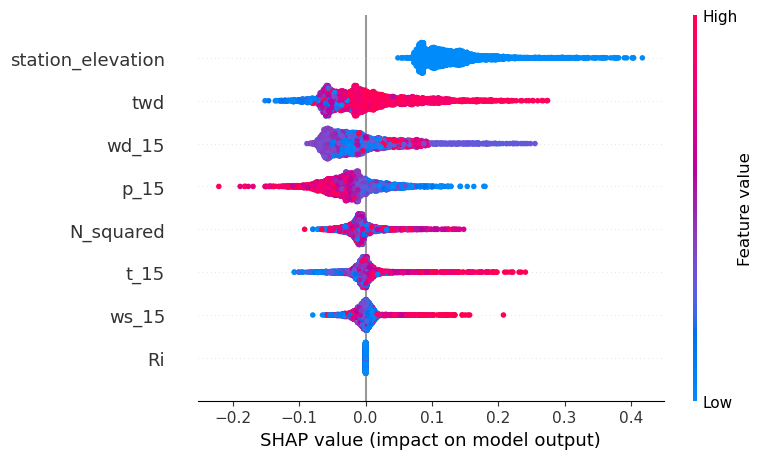 High
station_elevation
twd
wd_15
p_15
N_squared
t_15
ws_15
Ri
Feature value
Low
−0.2 −0.1 0.0 0.1 0.2 0.3 0.4
SHAP value (impact on model output)